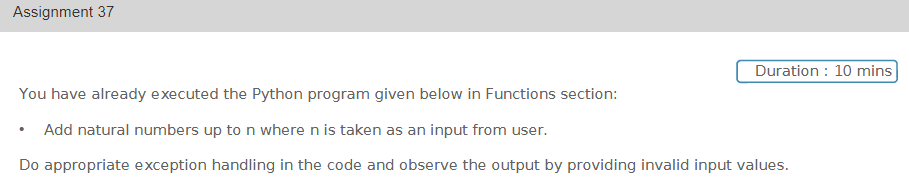 Assignment 37
Duration : 10 mins
You have already executed the Python program given below in Functions section:
• Add natural numbers up to n where n is taken as an input from user.
Do appropriate exception handling in the code and observe the output by providing invalid input values.